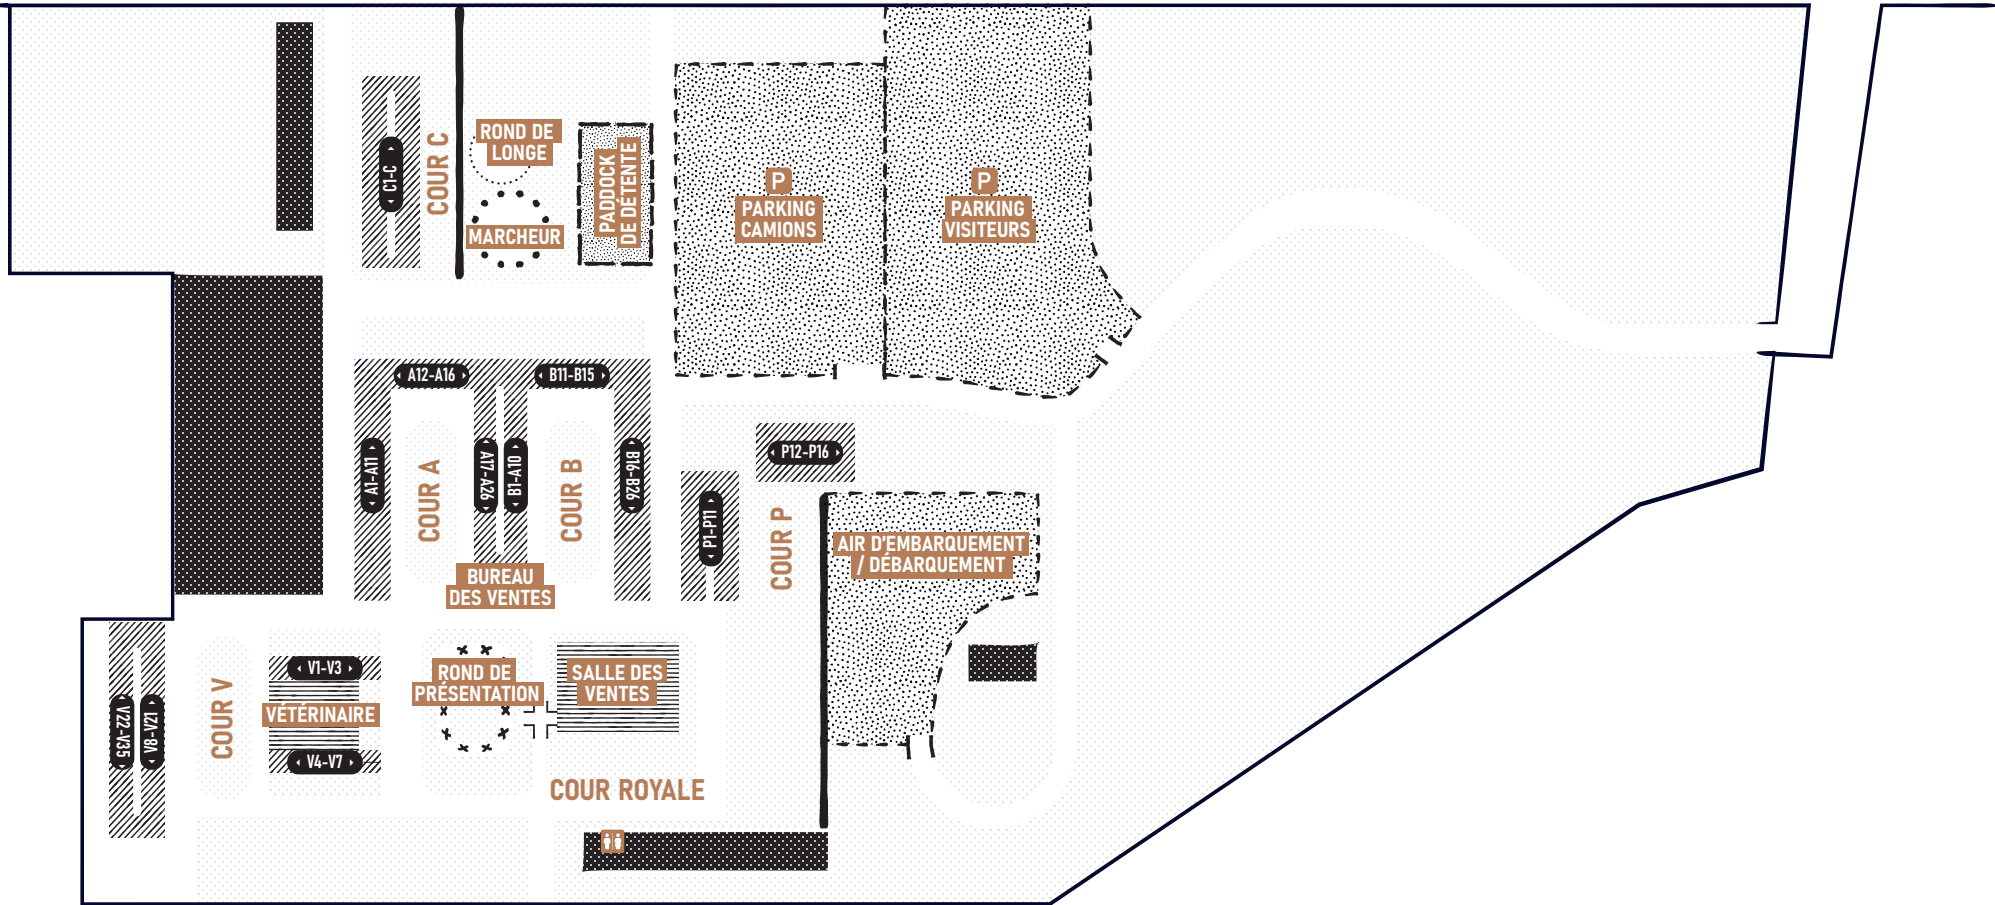 C1-C
COUR C
ROND DE
LONGE
MARCHEUR
PADDOCK
DE DÉTENTE
P
PARKING
CAMIONS
P
PARKING
VISITEURS
A12-A16
B11-B15
A1-A11
COUR A
A17-A26
B1-A10
COUR B
B16-B26
P12-P16
P1-P11
COUR P
AIR D'EMBARQUEMENT
/ DÉBARQUEMENT
BUREAU
DES VENTES
V22-V35
V8-V21
COUR V
V1-V3
VÉTÉRINAIRE
V4-V7
ROND DE
PRÉSENTATION
SALLE DES
VENTES
COUR ROYALE